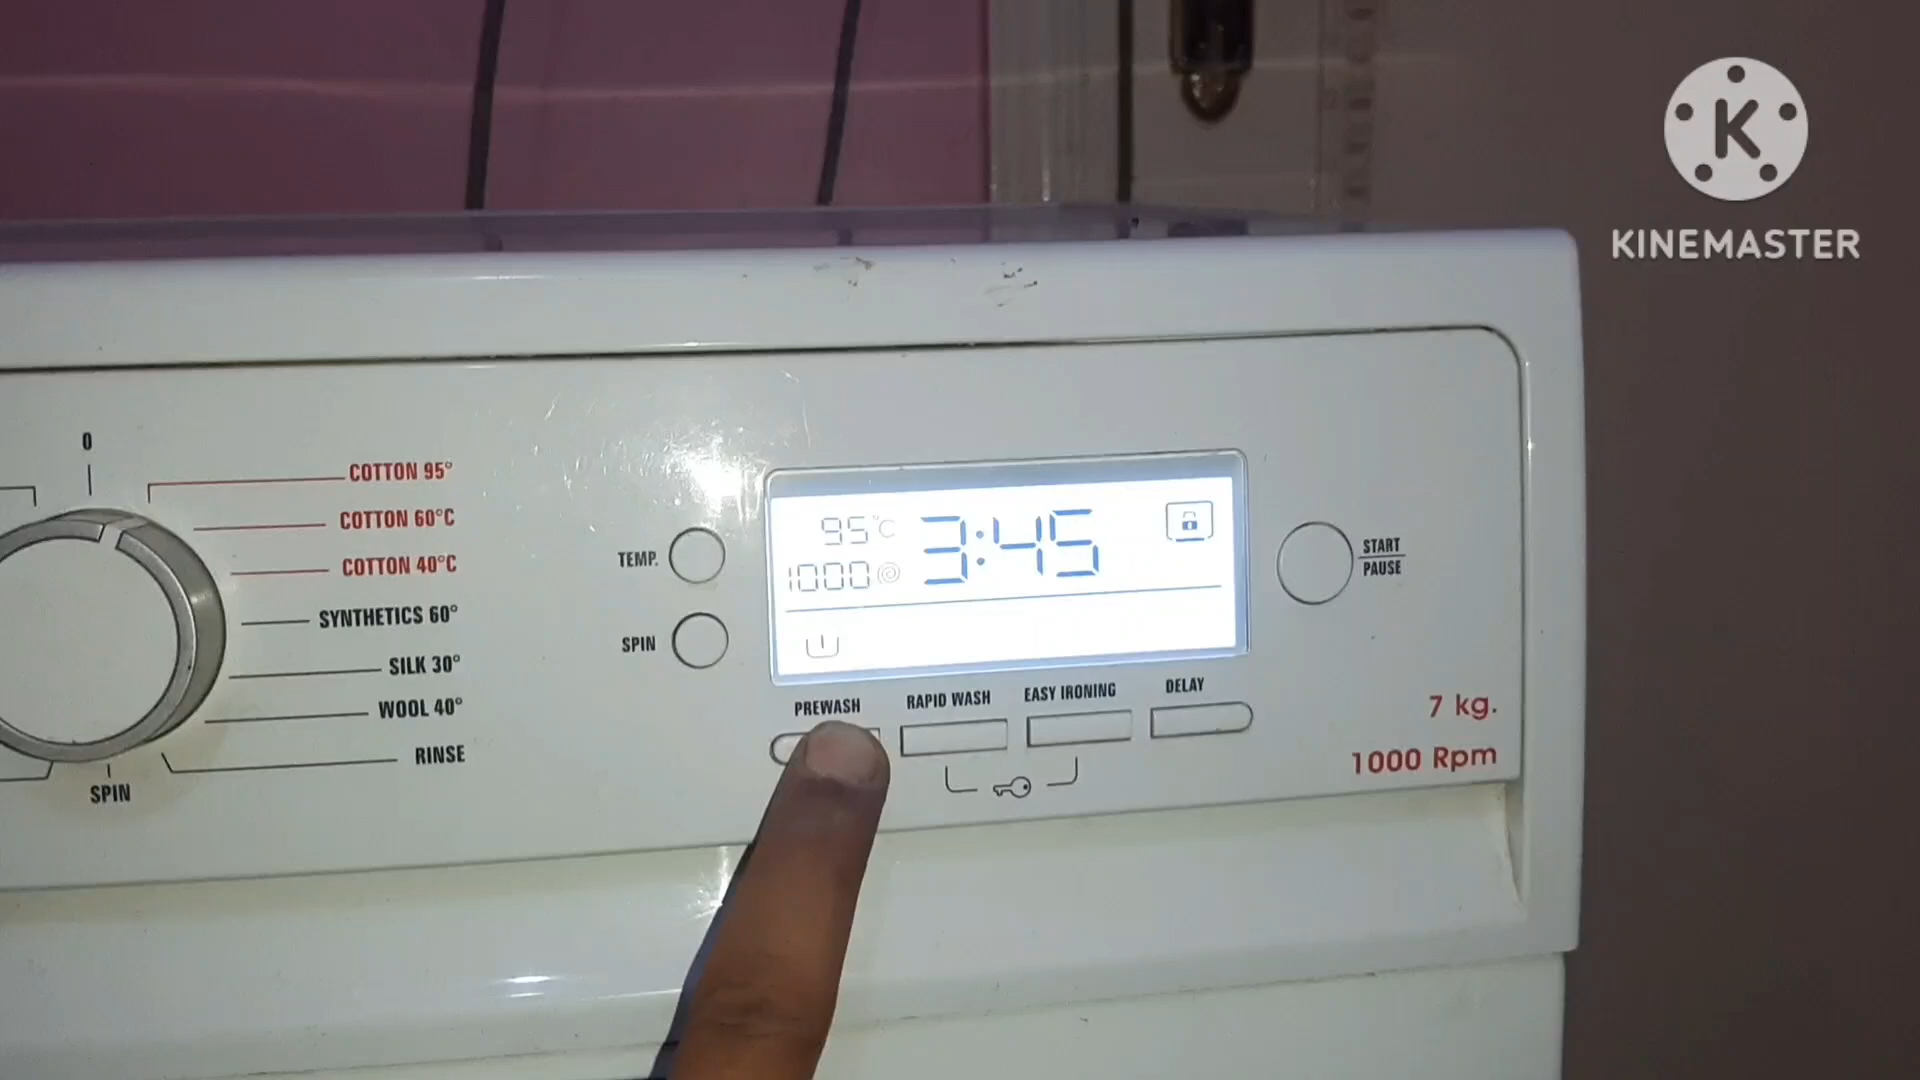 K
KINEMASTER
0
COTTON 95°
COTTON 60°C
COTTON 40°C
SYNTHETICS 60°
SILK 30°
WOOL 40°
RINSE
SPIN
TEMP.
SPIN
95°C
1000
3:45
START
PAUSE
PREWASH
RAPID WASH
EASY IRONING
DELAY
7 kg.
1000 Rpm